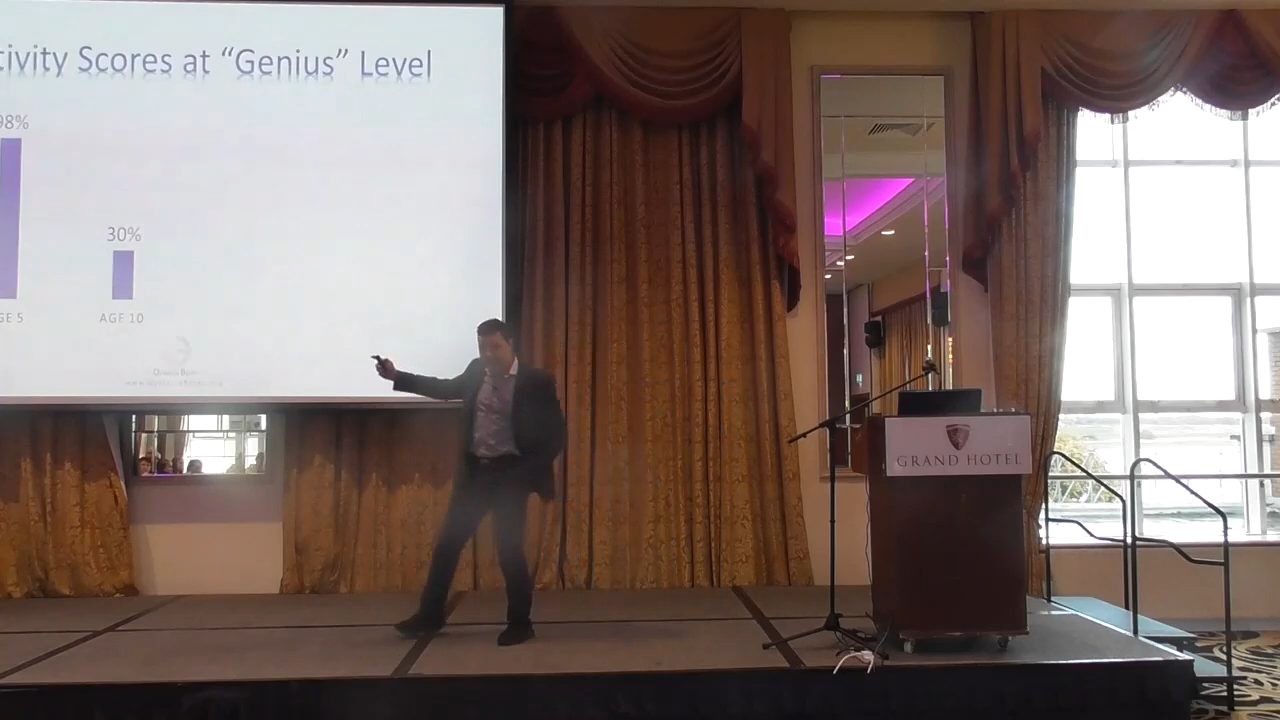 tivity Scores at “Genius” Level
98%
30%
GE 5
AGE 10
GRAND HOTEL